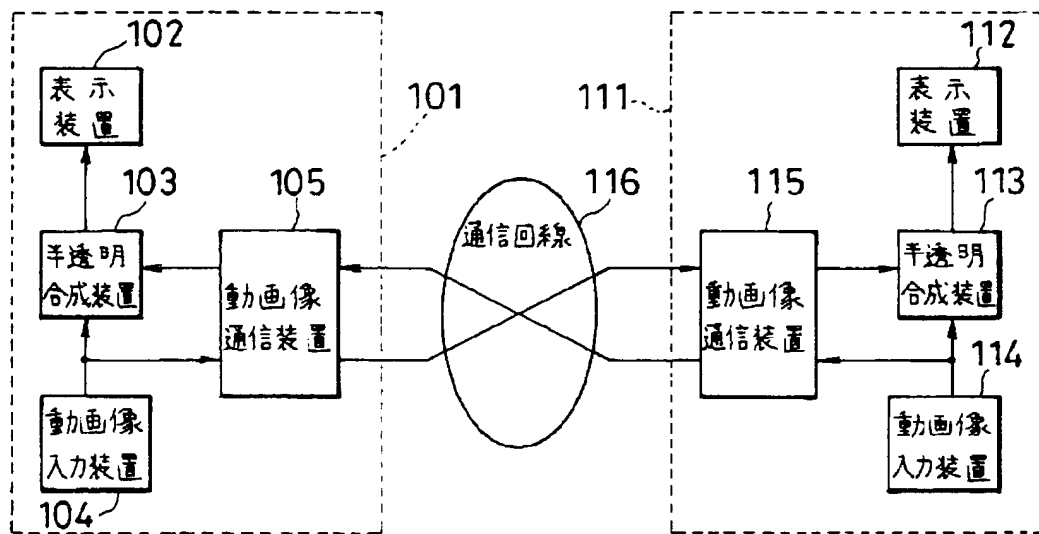 102
表示
装置
103
半透明
合成装置
105
動画像
通信装置
動画像
入力装置
104
101
通信回線
116
111
112
表示
装置
115
動画像
通信装置
113
半透明
合成装置
114
動画像
入力装置